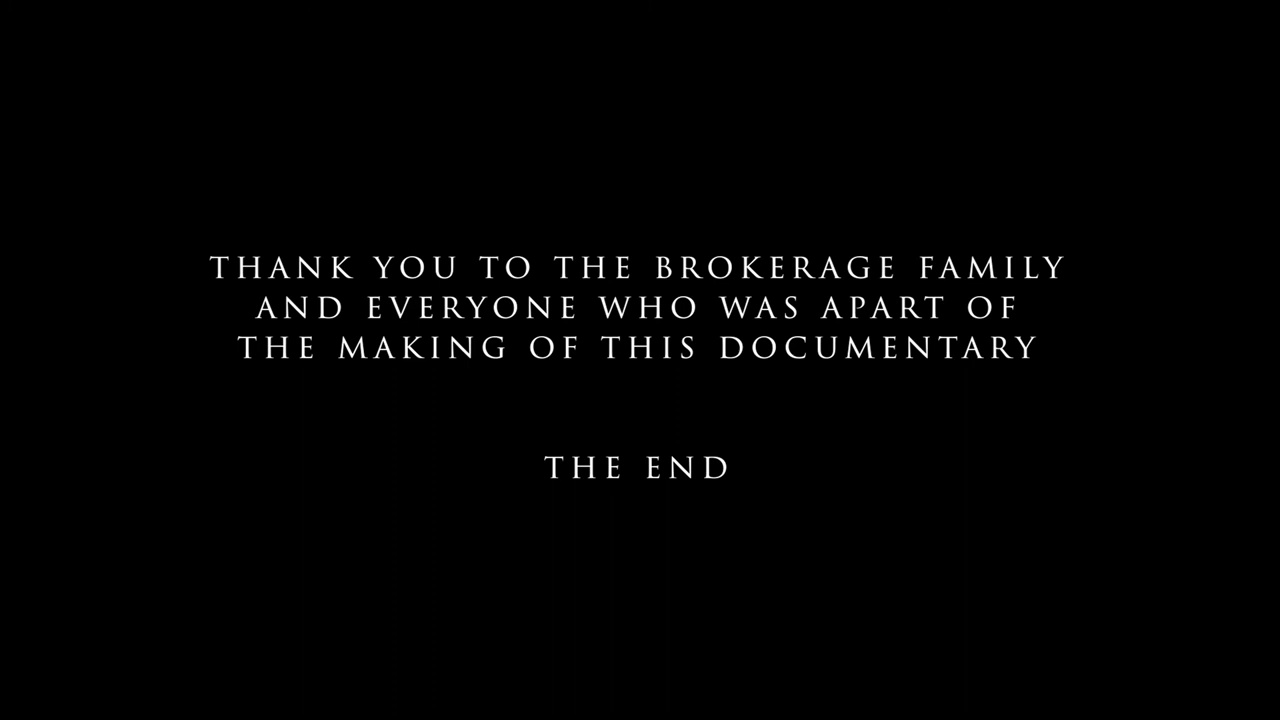 THANK YOU TO THE BROKERAGE FAMILY
AND EVERYONE WHO WAS APART OF
THE MAKING OF THIS DOCUMENTARY
THE END